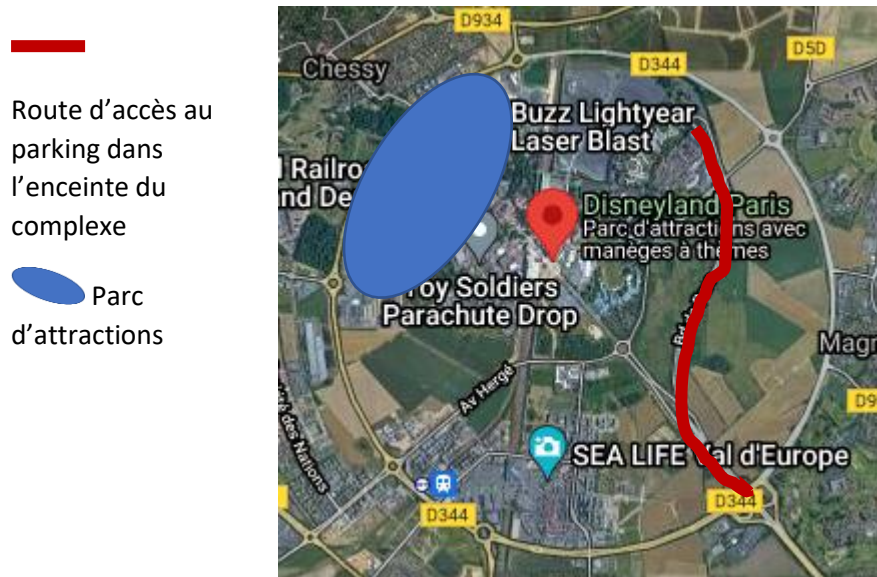 Route d'accès au
parking dans
l'enceinte du
complexe
Parc
d'attractions
D934
D5D
Chessy
D344
Buzz Lightyear
Laser Blast
l Railro
nd De
Disneyland Paris
Parc d'attractions avec
manèges à thèmes
Toy Soldiers
Parachute Drop
Magn
Av Hergé
D9
des Nations
SEA LIFE Val d'Europe
D344
D344